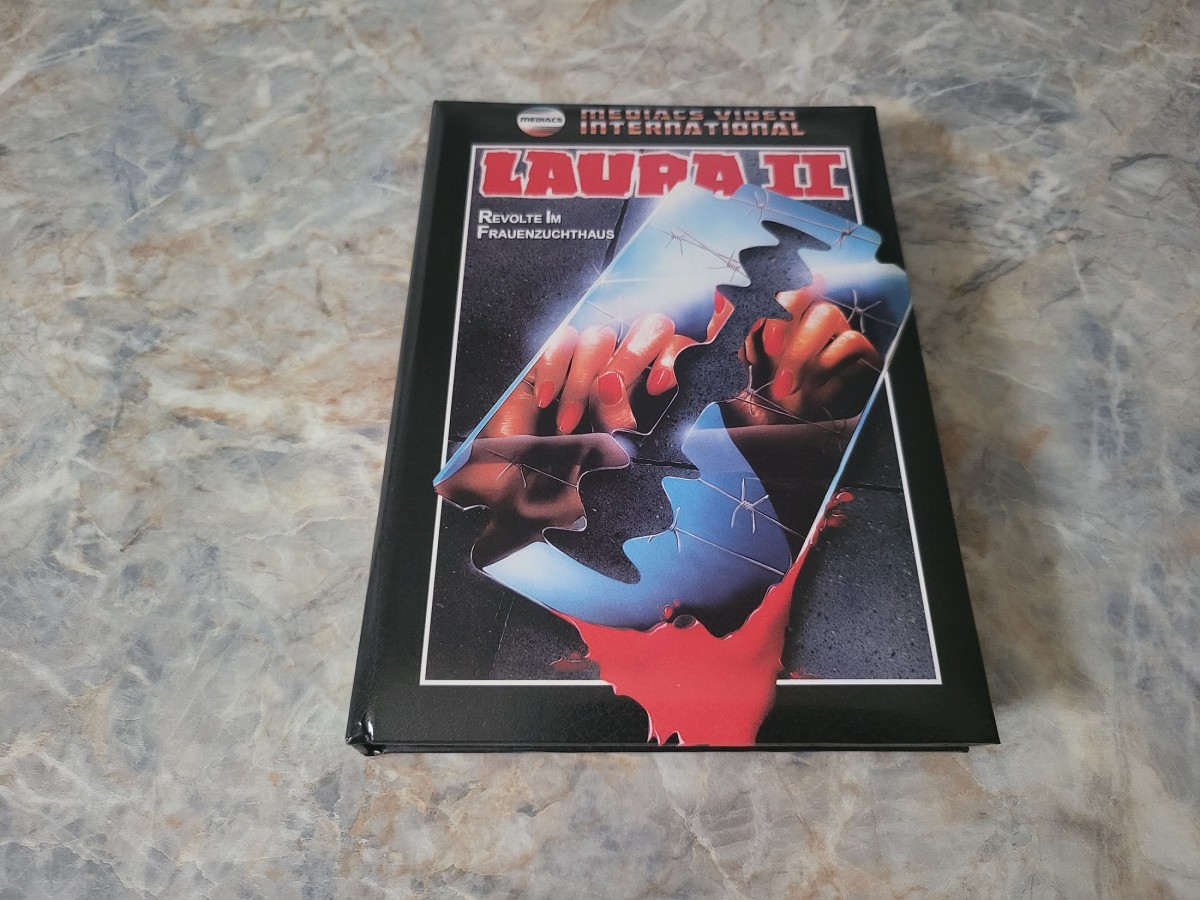 MEDIACS
MEDIACS VIDEO
INTERNATIONAL
LAURA II
REVOLTE IM
FRAUENZUCHTHAUS